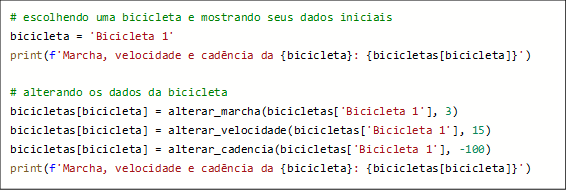 # escolhendo uma bicicleta e mostrando seus dados iniciais
bicicleta = 'Bicicleta 1'
print(f'Marcha, velocidade e cadência da {bicicleta}: {bicicletas[bicicleta]}')
# alterando os dados da bicicleta
bicicletas[bicicleta] = alterar_marcha(bicicletas['Bicicleta 1'], 3)
bicicletas[bicicleta] = alterar_velocidade(bicicletas['Bicicleta 1'], 15)
bicicletas[bicicleta] = alterar_cadencia(bicicletas['Bicicleta 1'], -100)
print(f'Marcha, velocidade e cadência da {bicicleta}: {bicicletas[bicicleta]}')